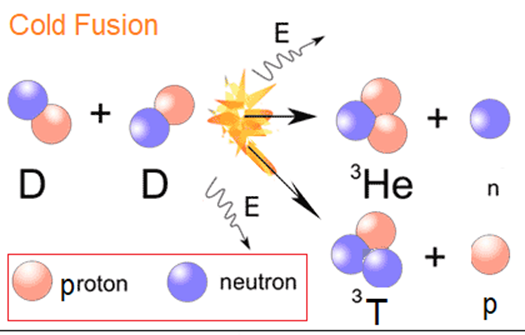 Cold Fusion
E
D + D
³He + n
E
proton neutron
³T + p